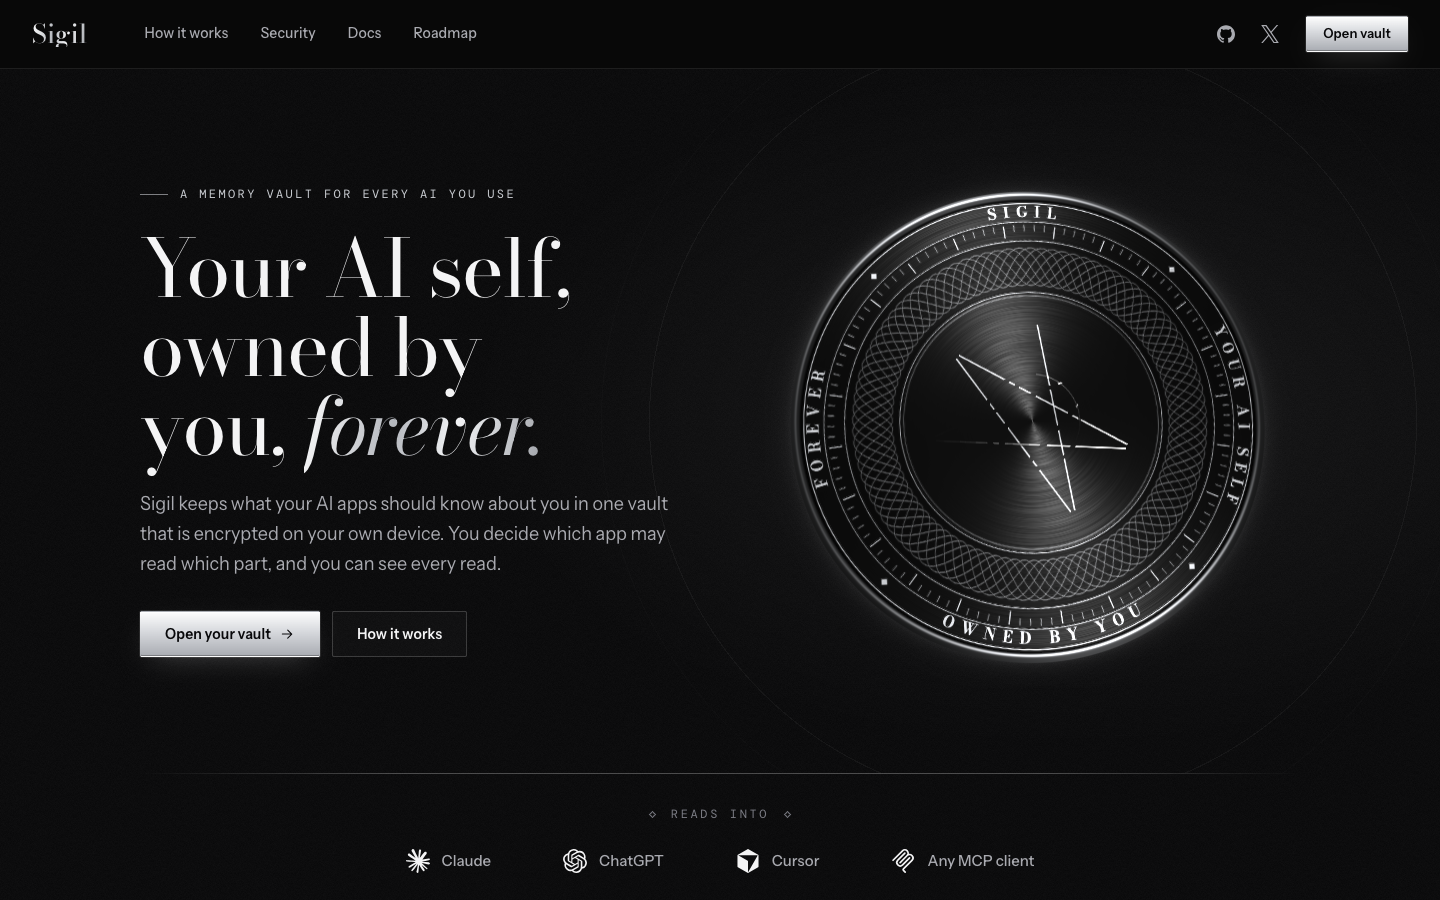 Sigil
How it works
Security
Docs
Roadmap
Open vault
A MEMORY VAULT FOR EVERY AI YOU USE
Your AI self,
owned by
you, forever.
Sigil keeps what your AI apps should know about you in one vault
that is encrypted on your own device. You decide which app may
read which part, and you can see every read.
Open your vault →
How it works
SIGIL
YOUR AI SELF
OWNED BY YOU
FOREVER
READS INTO
Claude
ChatGPT
Cursor
Any MCP client